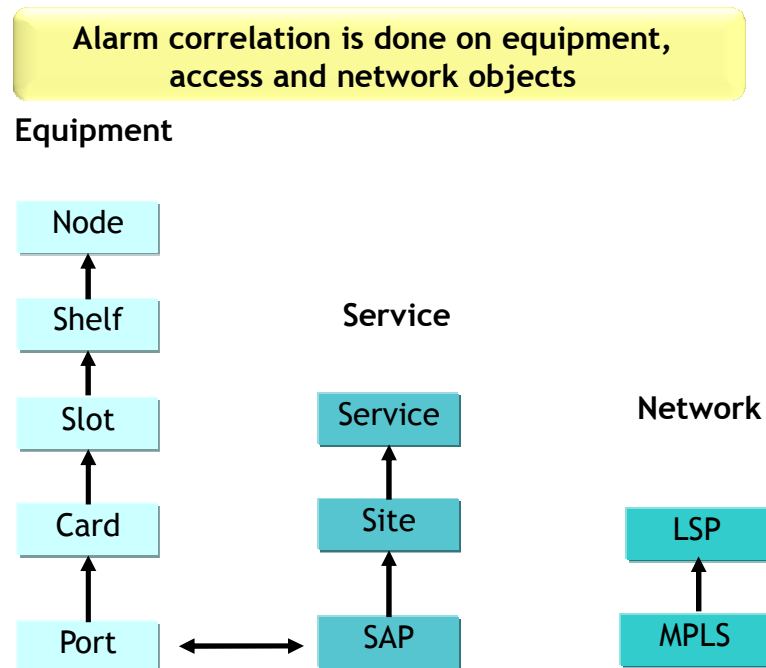 Alarm correlation is done on equipment,
access and network objects
Equipment
Node
Shelf
Slot
Card
Port
Service
Service
Site
SAP
Network
LSP
MPLS